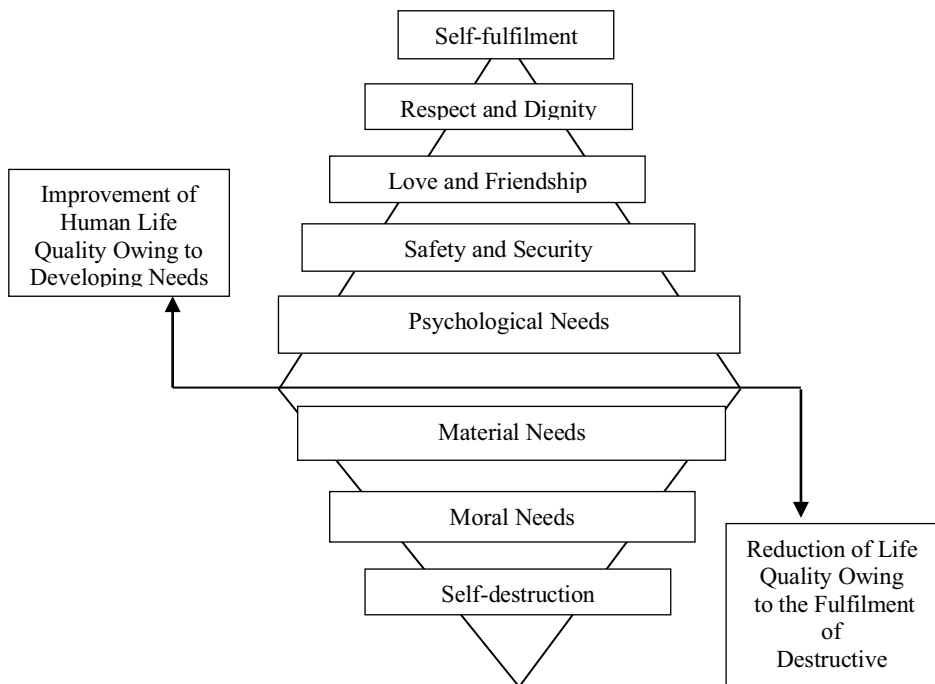 Self-fulfilment
Respect and Dignity
Love and Friendship
Improvement of
Human Life
Quality Owing to
Developing Needs
Safety and Security
Psychological Needs
Material Needs
Moral Needs
Self-destruction
Reduction of Life
Quality Owing
to the Fulfilment
of
Destructive